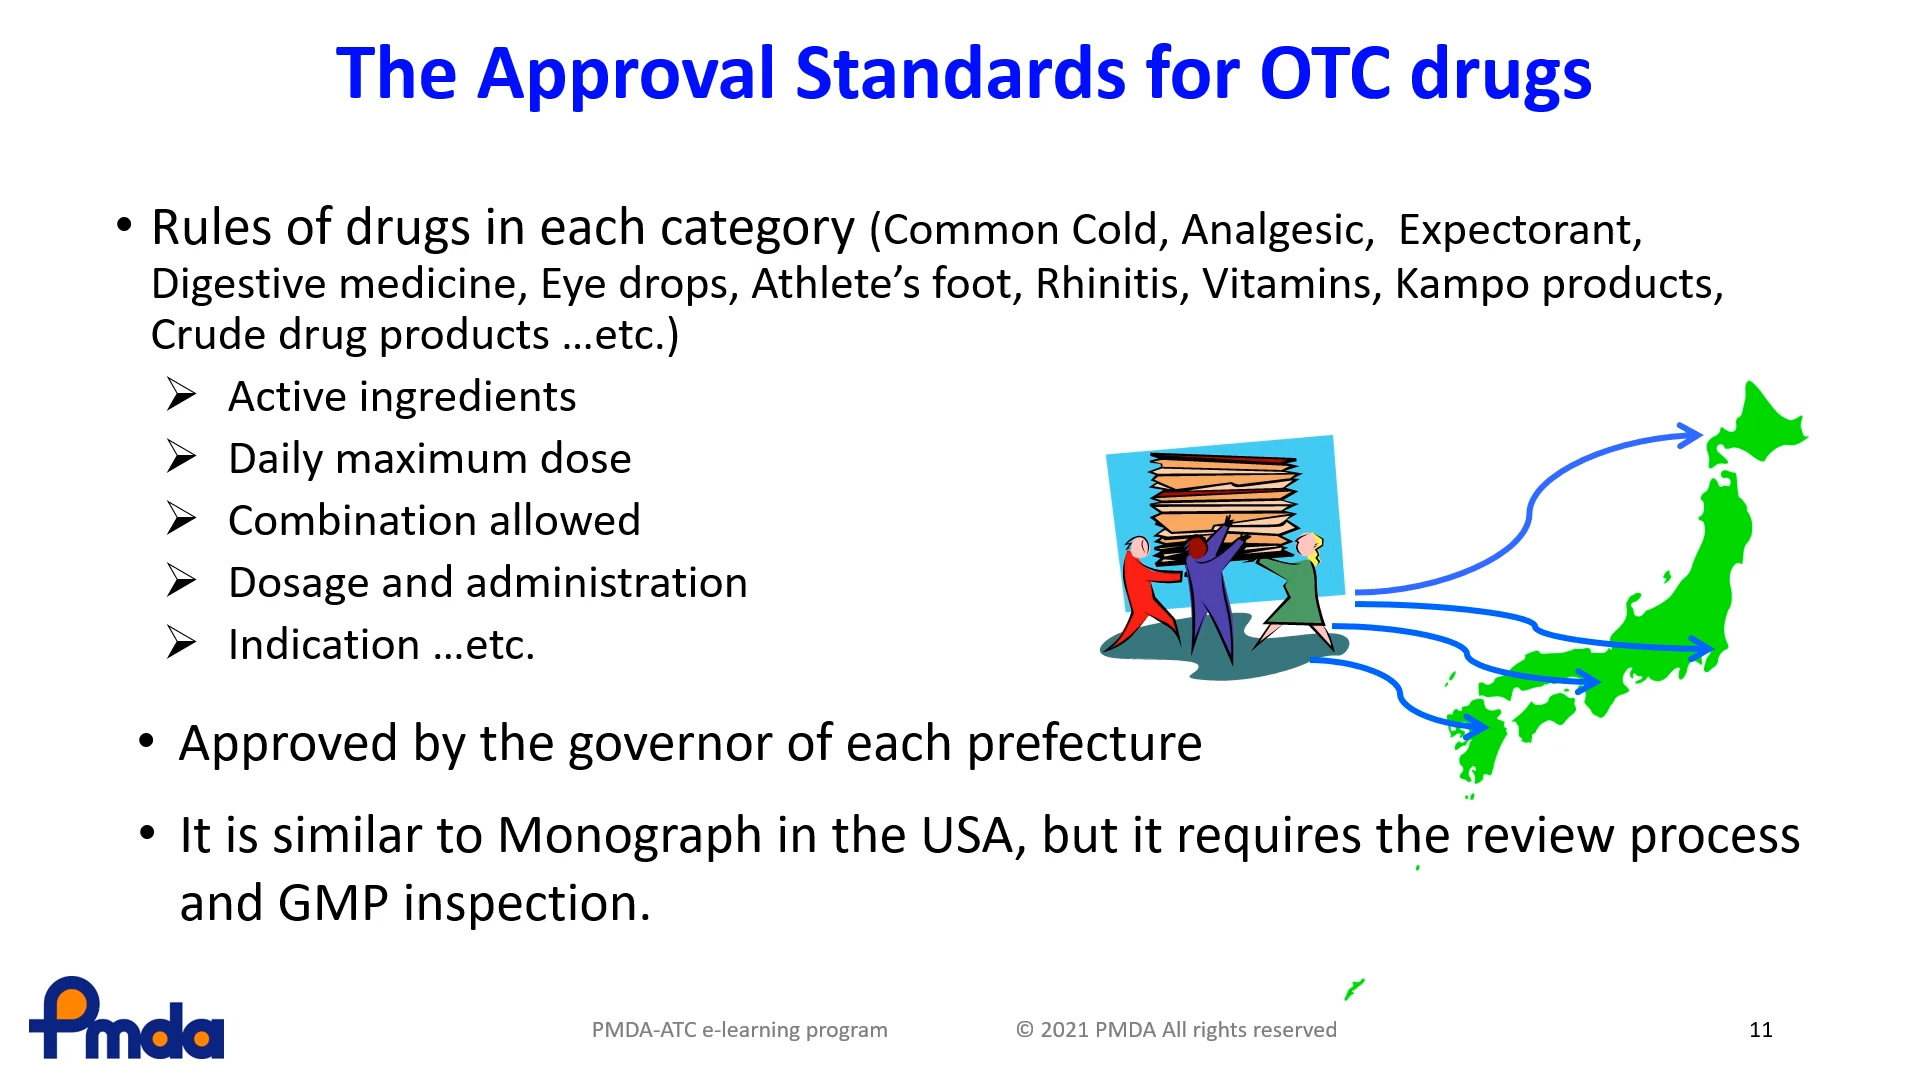 The Approval Standards for OTC drugs
• Rules of drugs in each category (Common Cold, Analgesic,  Expectorant,
Digestive medicine, Eye drops, Athlete’s foot, Rhinitis, Vitamins, Kampo products,
Crude drug products …etc.)
➢ Active ingredients
➢ Daily maximum dose
➢ Combination allowed
➢ Dosage and administration
➢ Indication …etc.
• Approved by the governor of each prefecture
• It is similar to Monograph in the USA, but it requires the review process
and GMP inspection.
Pmda
PMDA-ATC e-learning program
© 2021 PMDA All rights reserved
11